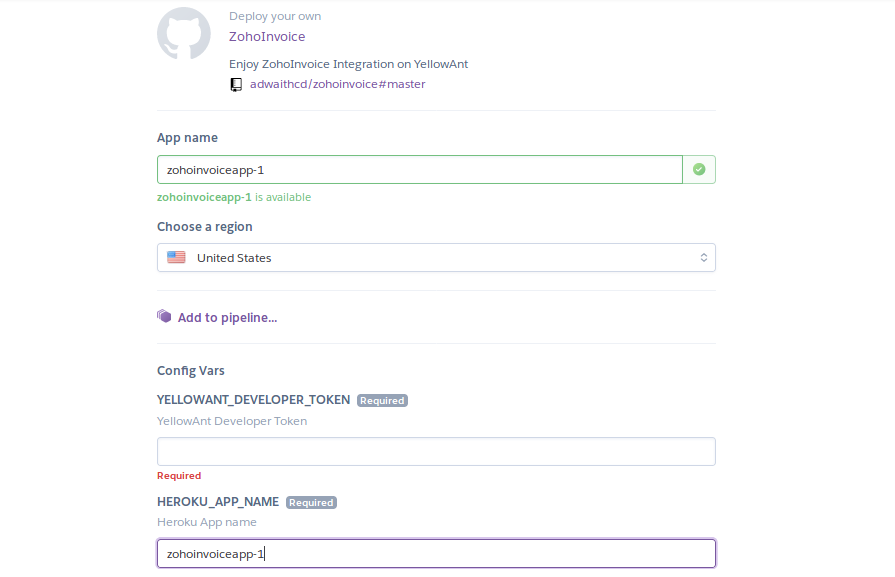 Deploy your own
ZohoInvoice
Enjoy ZohoInvoice Integration on YellowAnt
adwaithcd/zohoinvoice#master
App name
zohoinvoiceapp-1
zohoinvoiceapp-1 is available
Choose a region
United States
Add to pipeline...
Config Vars
YELLOWANT_DEVELOPER_TOKEN Required
YellowAnt Developer Token
Required
HEROKU_APP_NAME Required
Heroku App name
zohoinvoiceapp-1